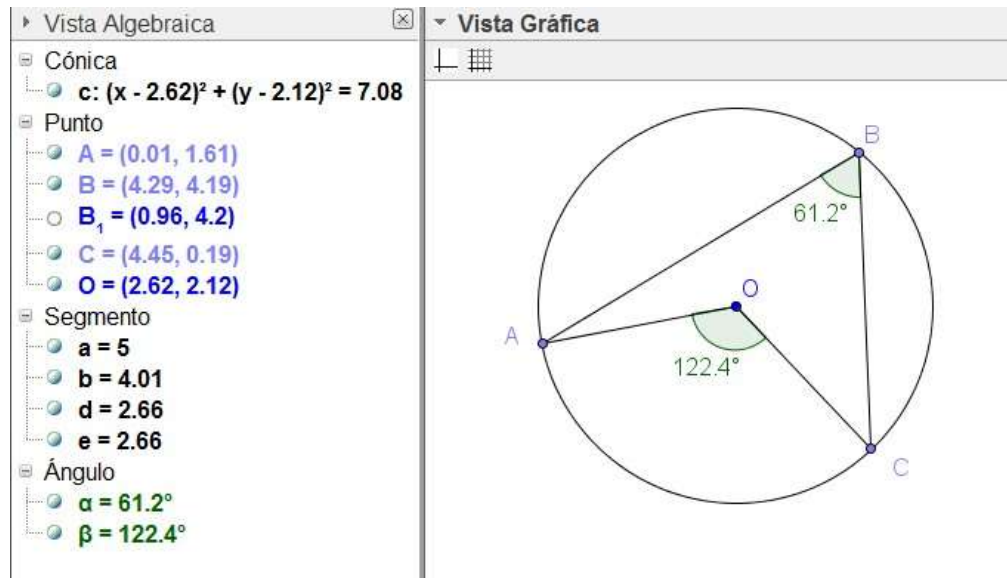 Vista Algebraica
Cónica
c: (x - 2.62)² + (y - 2.12)² = 7.08
Punto
A = (0.01, 1.61)
B = (4.29, 4.19)
B₁ = (0.96, 4.2)
C = (4.45, 0.19)
O = (2.62, 2.12)
Segmento
a = 5
b = 4.01
d = 2.66
e = 2.66
Ángulo
α = 61.2°
β = 122.4°
Vista Gráfica
B
61.2°
O
A
122.4°
C